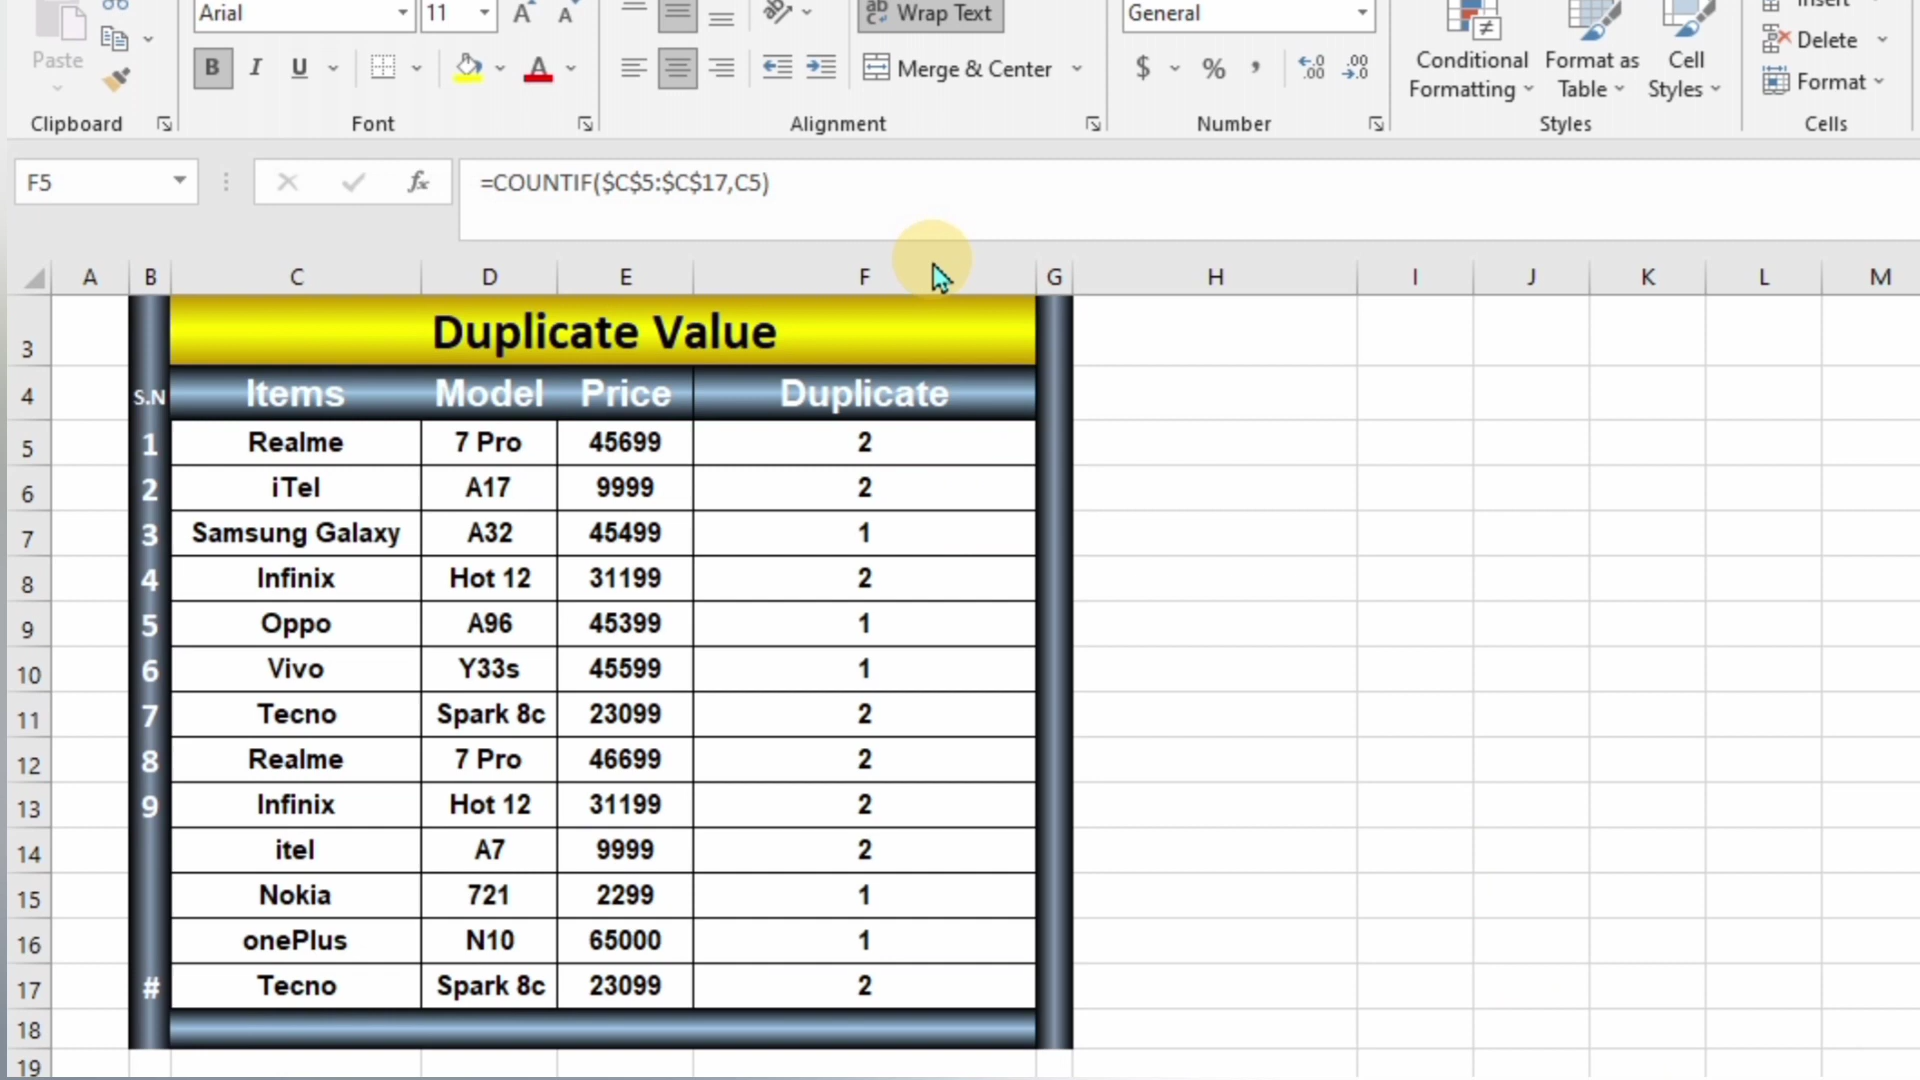 Arial 11 Wrap Text General Insert
Paste B I U Merge & Center $ % , .00 .00 Conditional Formatting Format as Table Cell Styles Delete Format
Clipboard Font Alignment Number Styles Cells
F5 fx =COUNTIF($C$5:$C$17,C5)
A B C D E F G H I J K L M
3 Duplicate Value
4 S.N Items Model Price Duplicate
5 1 Realme 7 Pro 45699 2
6 2 iTel A17 9999 2
7 3 Samsung Galaxy A32 45499 1
8 4 Infinix Hot 12 31199 2
9 5 Oppo A96 45399 1
10 6 Vivo Y33s 45599 1
11 7 Tecno Spark 8c 23099 2
12 8 Realme 7 Pro 46699 2
13 9 Infinix Hot 12 31199 2
14 itel A7 9999 2
15 Nokia 721 2299 1
16 onePlus N10 65000 1
17 # Tecno Spark 8c 23099 2
18
19